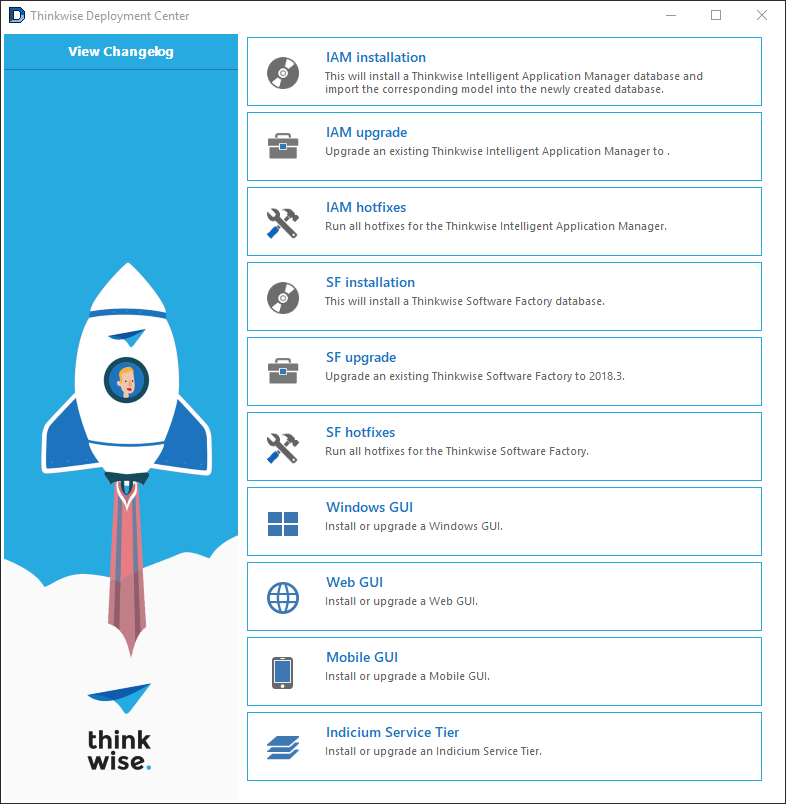 Thinkwise Deployment Center
View Changelog
IAM installation
This will install a Thinkwise Intelligent Application Manager database and
import the corresponding model into the newly created database.
IAM upgrade
Upgrade an existing Thinkwise Intelligent Application Manager to .
IAM hotfixes
Run all hotfixes for the Thinkwise Intelligent Application Manager.
SF installation
This will install a Thinkwise Software Factory database.
SF upgrade
Upgrade an existing Thinkwise Software Factory to 2018.3.
SF hotfixes
Run all hotfixes for the Thinkwise Software Factory.
Windows GUI
Install or upgrade a Windows GUI.
Web GUI
Install or upgrade a Web GUI.
Mobile GUI
Install or upgrade a Mobile GUI.
Indicium Service Tier
Install or upgrade an Indicium Service Tier.
think
wise.